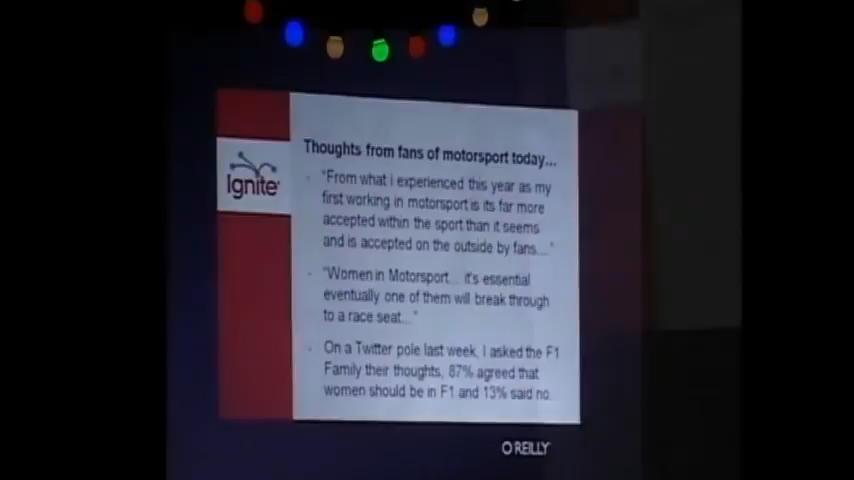 Thoughts from fans of motorsport today...
Ignite
"From what I experienced this year as my
first working in motorsport is its far more
accepted within the sport than it seems
and is accepted on the outside by fans...."
"Women in Motorsport... it's essential
eventually one of them will break through
to a race seat..."
On a Twitter pole last week, I asked the F1
Family their thoughts, 87% agreed that
women should be in F1 and 13% said no.
O'REILLY